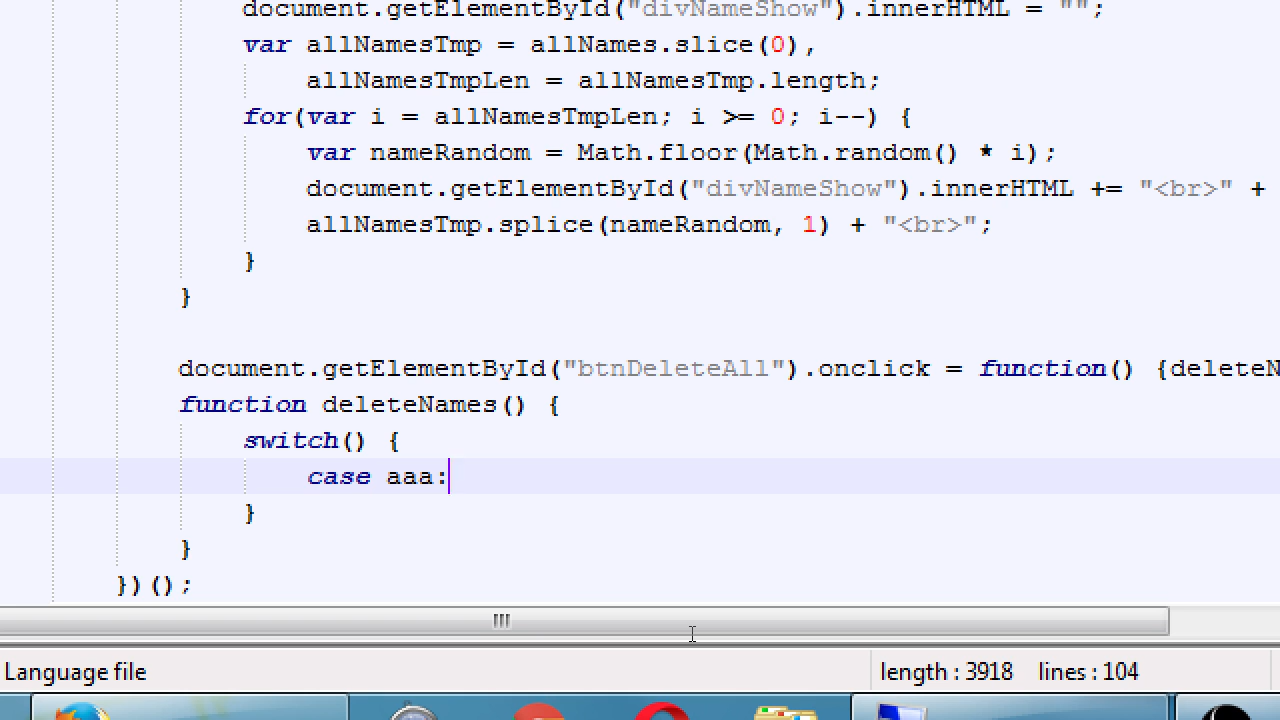 document.getElementById("divNameShow").innerHTML = "";
var allNamesTmp = allNames.slice(0),
allNamesTmpLen = allNamesTmp.length;
for(var i = allNamesTmpLen; i >= 0; i--) {
var nameRandom = Math.floor(Math.random() * i);
document.getElementById("divNameShow").innerHTML += "<br>" +
allNamesTmp.splice(nameRandom, 1) + "<br>";
}
}
document.getElementById("btnDeleteAll").onclick = function() {deleteN
function deleteNames() {
switch() {
case aaa:
}
}
})();
Language file length : 3918 lines : 104